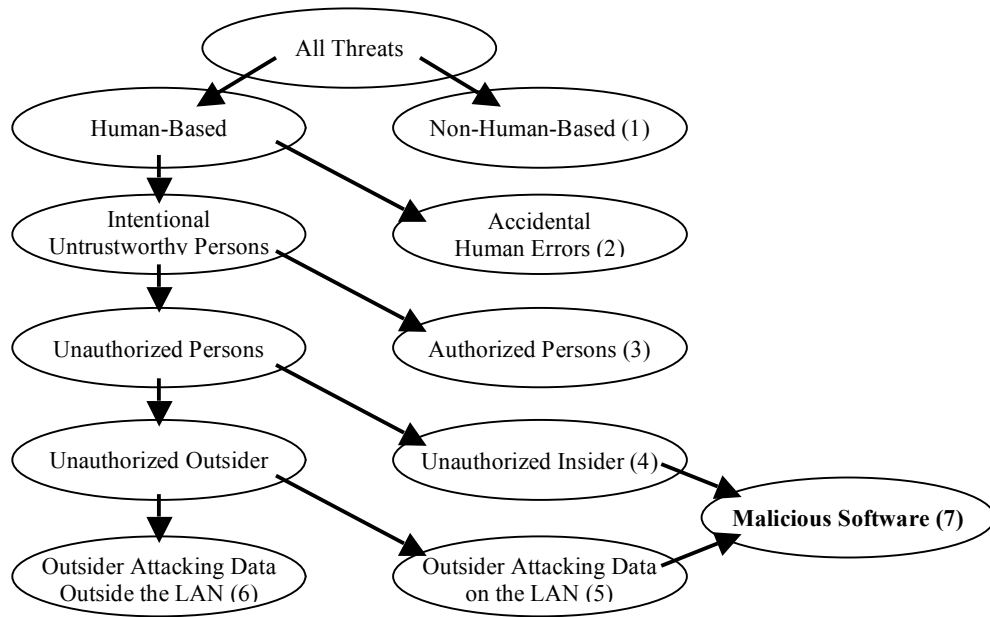 All Threats
Human-Based
Non-Human-Based (1)
Intentional
Untrustworthy Persons
Accidental
Human Errors (2)
Unauthorized Persons
Authorized Persons (3)
Unauthorized Outsider
Unauthorized Insider (4)
Malicious Software (7)
Outsider Attacking Data
Outside the LAN (6)
Outsider Attacking Data
on the LAN (5)